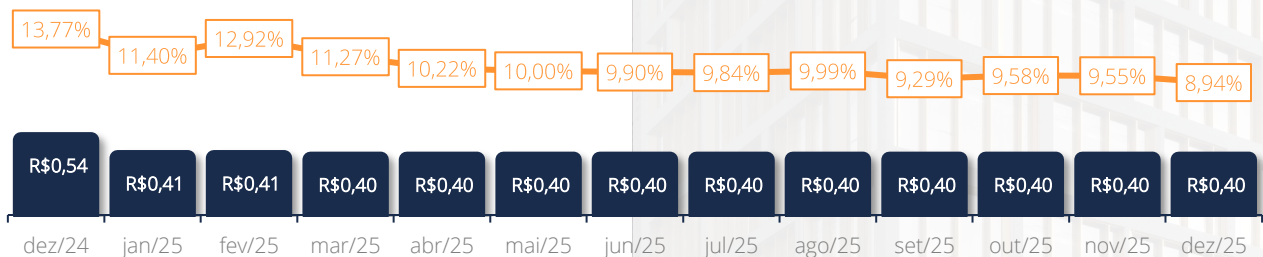 13,77% 11,40% 12,92% 11,27% 10,22% 10,00% 9,90% 9,84% 9,99% 9,29% 9,58% 9,55% 8,94%
R$0,54 R$0,41 R$0,41 R$0,40 R$0,40 R$0,40 R$0,40 R$0,40 R$0,40 R$0,40 R$0,40 R$0,40 R$0,40
dez/24 jan/25 fev/25 mar/25 abr/25 mai/25 jun/25 jul/25 ago/25 set/25 out/25 nov/25 dez/25